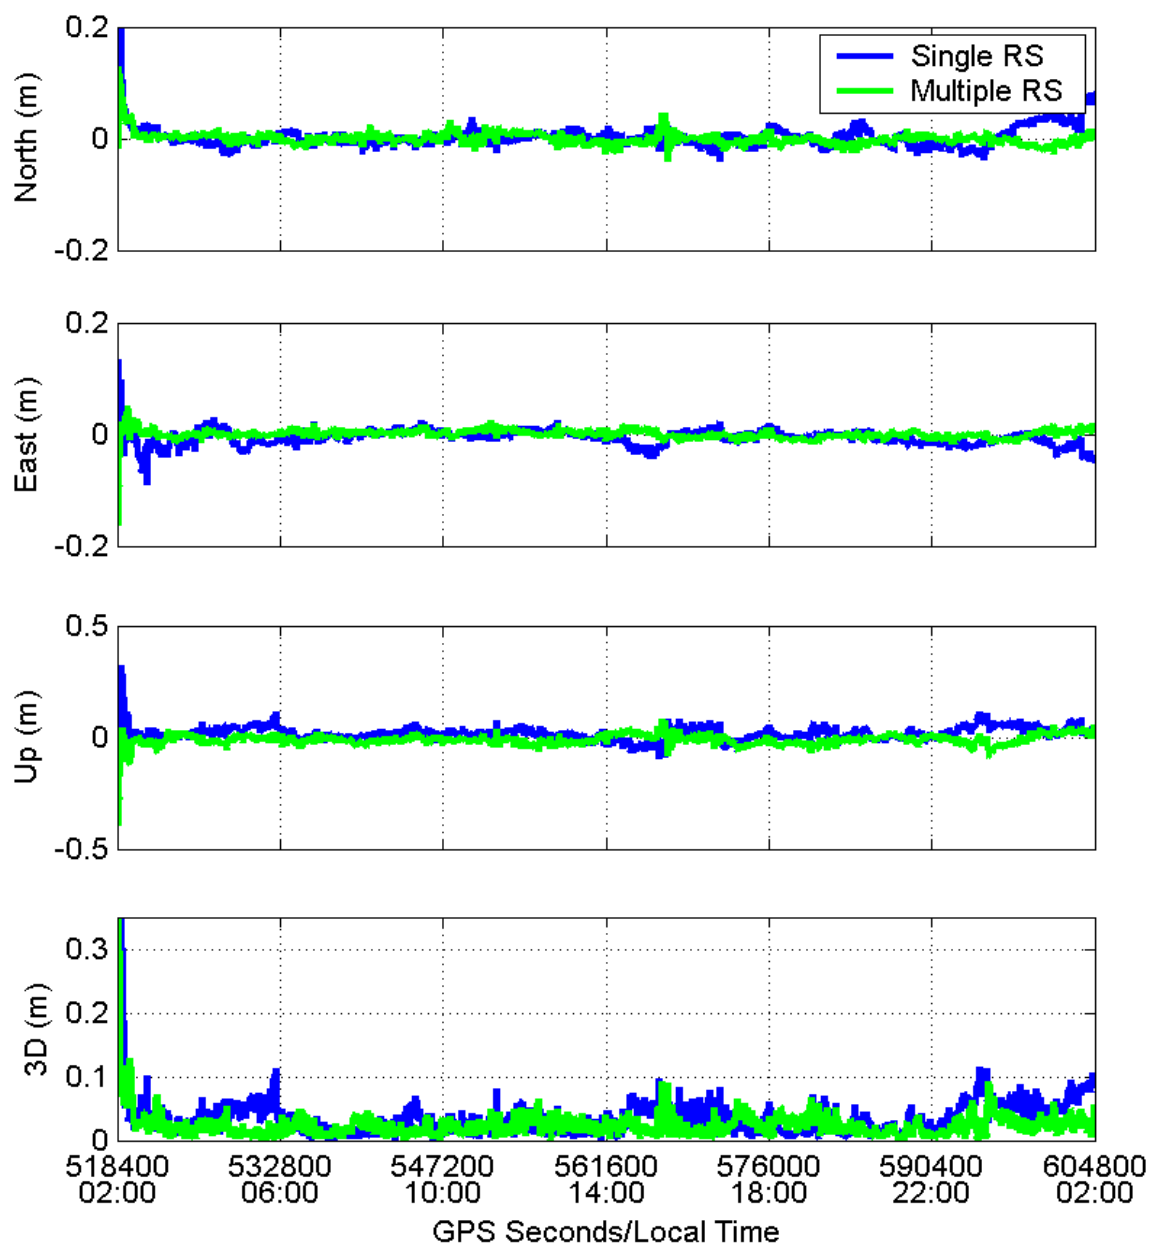 0.2
Single RS
Multiple RS
North (m)
0
-0.2
0.2
East (m)
0
-0.2
0.5
Up (m)
0
-0.5
0.3
0.2
3D (m)
0.1
0
518400 532800 547200 561600 576000 590400 604800
02:00 06:00 10:00 14:00 18:00 22:00 02:00
GPS Seconds/Local Time